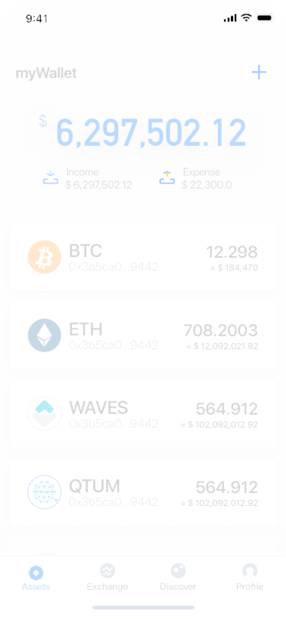 9:41
myWallet
$ 6,297,502.12
Income
$ 6,297,502.12
Expense
$ 22,300.0
BTC
12.298
0x3b5ca0...9442
≈ $ 184,470
ETH
708.2003
0x3b5ca0...9442
≈ $ 12,092,021.92
WAVES
564.912
0x3b5ca0...9442
≈ $ 102,092,012.92
QTUM
564.912
0x3b5ca0...9442
≈ $ 102,092,012.92
Assets
Exchange
Discover
Profile